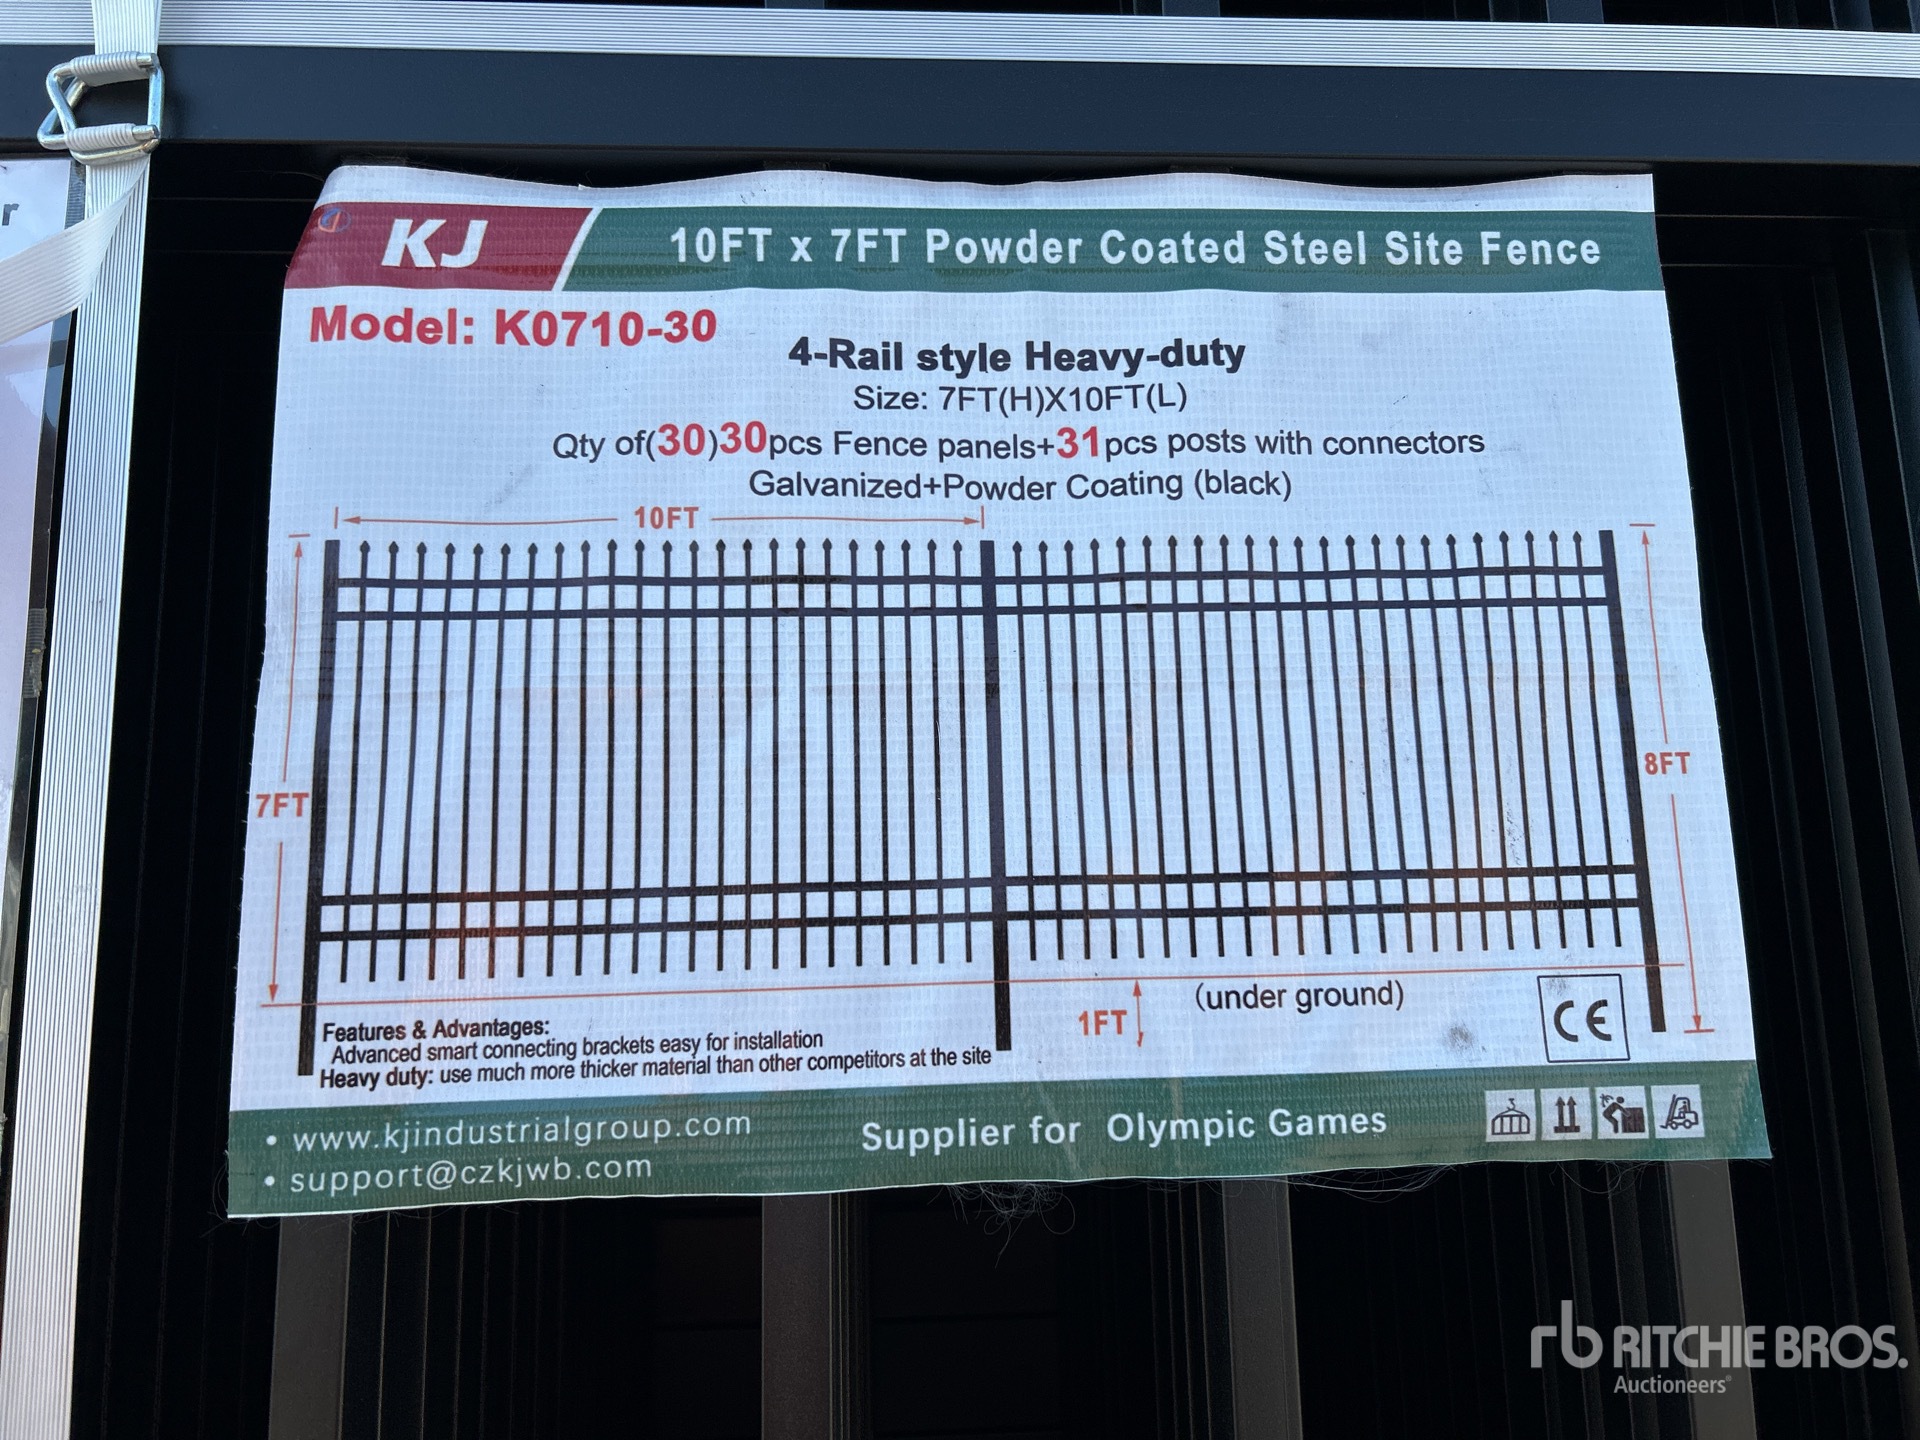 r
KJ
10FT x 7FT Powder Coated Steel Site Fence
Model: K0710-30
4-Rail style Heavy-duty
Size: 7FT(H)X10FT(L)
Qty of(30)30pcs Fence panels+31pcs posts with connectors
Galvanized+Powder Coating (black)
10FT
7FT
8FT
1FT
(under ground)
CE
Features & Advantages:
Advanced smart connecting brackets easy for installation
Heavy duty: use much more thicker material than other competitors at the site
• www.kjindustrialgroup.com
• support@czkjwb.com
Supplier for Olympic Games
rb RITCHIE BROS.
Auctioneers®